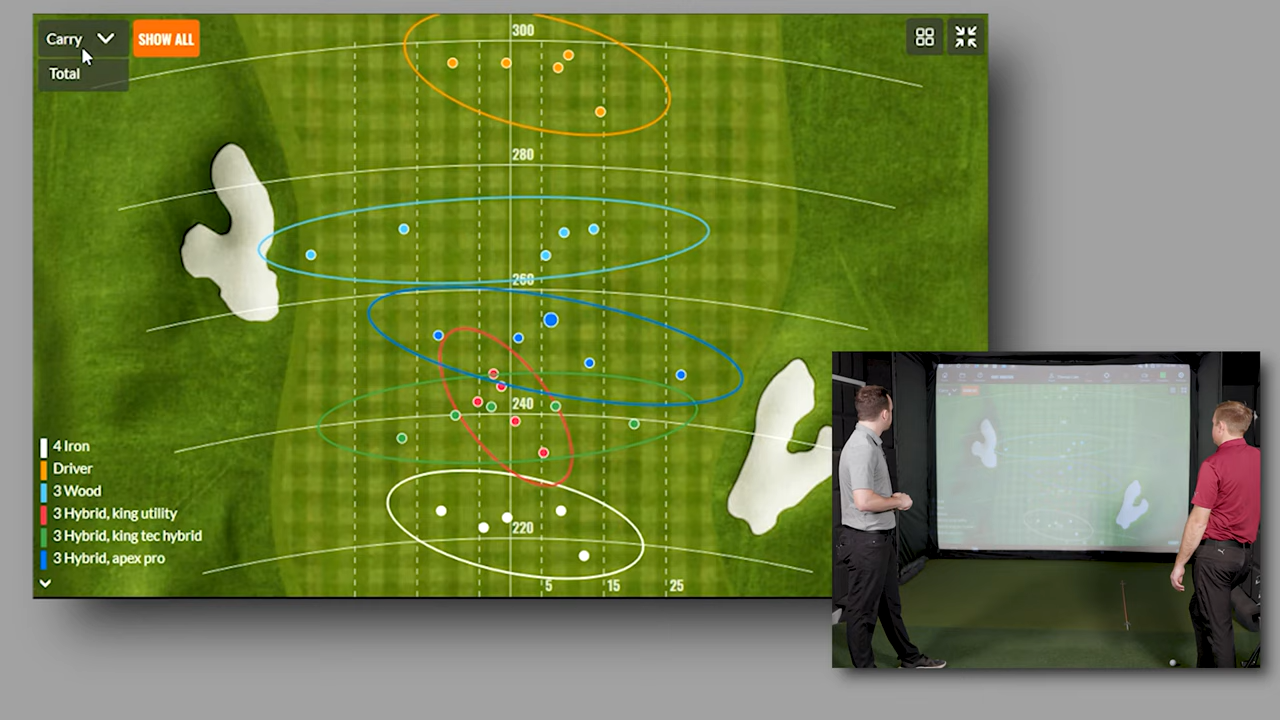 Carry
SHOW ALL
Total
300
280
260
240
220
5
15
25
4 Iron
Driver
3 Wood
3 Hybrid, king utility
3 Hybrid, king tec hybrid
3 Hybrid, apex pro